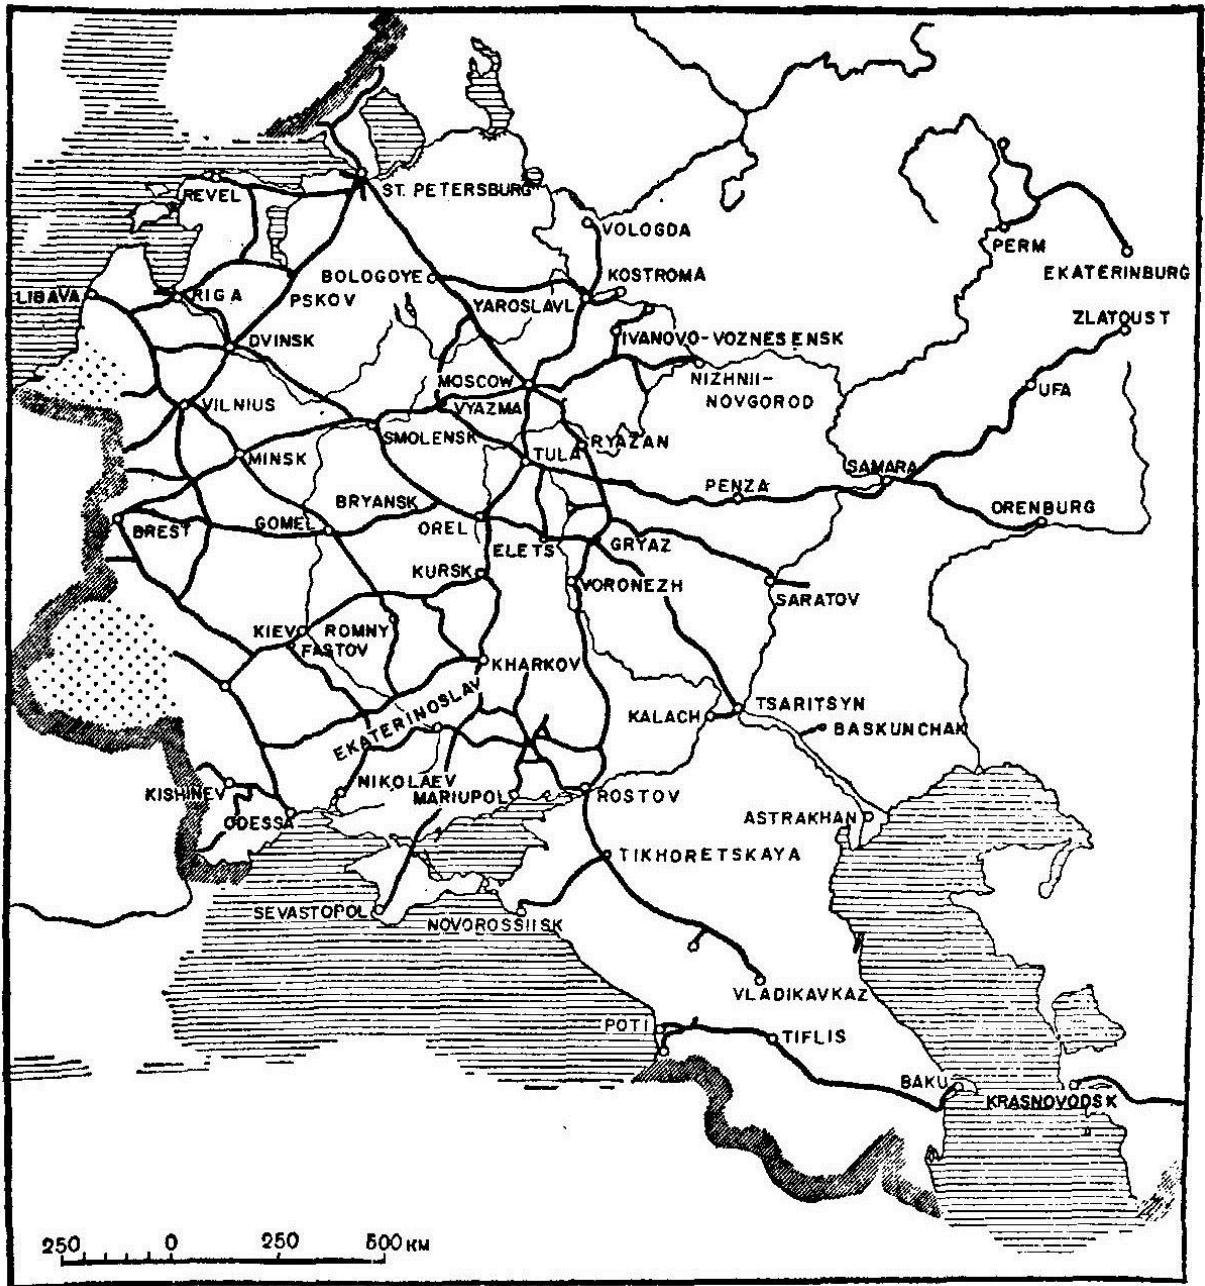 REVEL
ST. PETERSBURG
VOLOGDA
PERM
EKATERINBURG
BOLOGOYE
KOSTROMA
LIBAVA
RIGA
PSKOV
YAROSLAVL
ZLATOUST
DVINSK
IVANOVO-VOZNESENSK
MOSCOW
NIZHNII-
NOVGOROD
UFA
VILNIUS
VYAZMA
SMOLENSK
RYAZAN
MINSK
TULA
SAMARA
PENZA
BRYANSK
ORENBURG
BREST
GOMEL
OREL
ELETS
GRYAZ
KURSK
VORONEZH
SARATOV
KIEV
ROMNY
FASTOV
KHARKOV
EKATERINOSLAV
KALACH
TSARITSYN
BASKUNCHAK
KISHINEV
NIKOLAEV
MARIUPOL
ROSTOV
ODESSA
ASTRAKHAN
TIKHORETSKAYA
SEVASTOPOL
NOVOROSSIISK
VLADIKAVKAZ
POTI
TIFLIS
BAKU
KRASNOVODSK
250 0 250 500 КМ